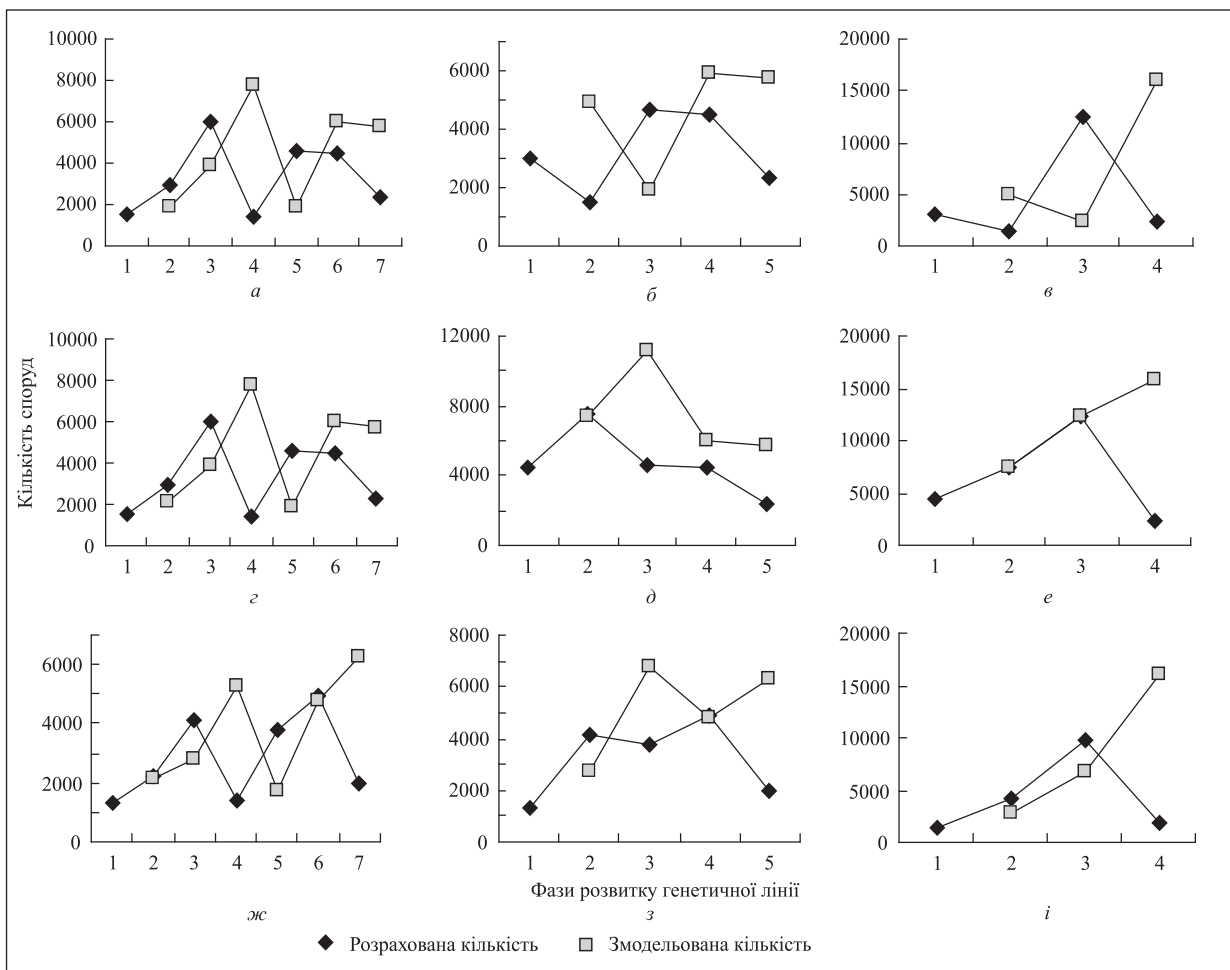 10000
8000
6000
4000
2000
0
1 2 3 4 5 6 7
а
6000
4000
2000
0
1 2 3 4 5
б
20000
15000
10000
5000
0
1 2 3 4
в
Кількість споруд
10000
8000
6000
4000
2000
0
1 2 3 4 5 6 7
г
12000
8000
4000
0
1 2 3 4 5
д
20000
15000
10000
5000
0
1 2 3 4
е
6000
4000
2000
0
1 2 3 4 5 6 7
ж
8000
6000
4000
2000
0
1 2 3 4 5
Фази розвитку генетичної лінії
з
20000
15000
10000
5000
0
1 2 3 4
і
Розрахована кількість Змодельована кількість